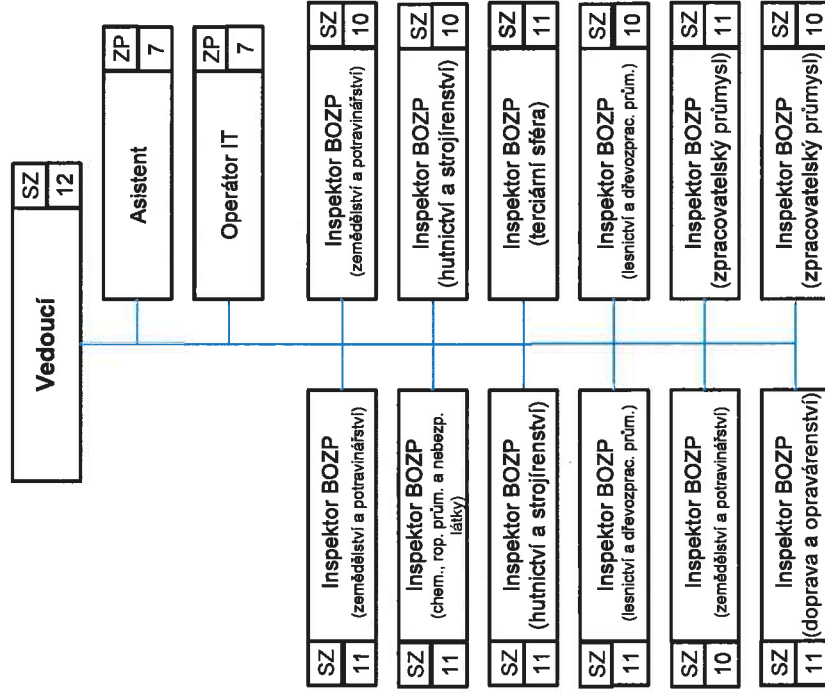 Vedoucí
SZ
12
Asistent
ZP
7
Operátor IT
ZP
7
SZ
11
Inspektor BOZP
(zemědělství a potravinářství)
Inspektor BOZP
(zemědělství a potravinářství)
SZ
10
SZ
11
Inspektor BOZP
(chem., rop. prům. a nebezp.
látky)
Inspektor BOZP
(hutnictví a strojírenství)
SZ
10
SZ
11
Inspektor BOZP
(hutnictví a strojírenství)
Inspektor BOZP
(terciární sféra)
SZ
11
SZ
11
Inspektor BOZP
(lesnictví a dřevozprac. prům.)
Inspektor BOZP
(lesnictví a dřevozprac. prům.)
SZ
10
SZ
10
Inspektor BOZP
(zemědělství a potravinářství)
Inspektor BOZP
(zpracovatelský průmysl)
SZ
11
SZ
11
Inspektor BOZP
(doprava a opravárenství)
Inspektor BOZP
(zpracovatelský průmysl)
SZ
10